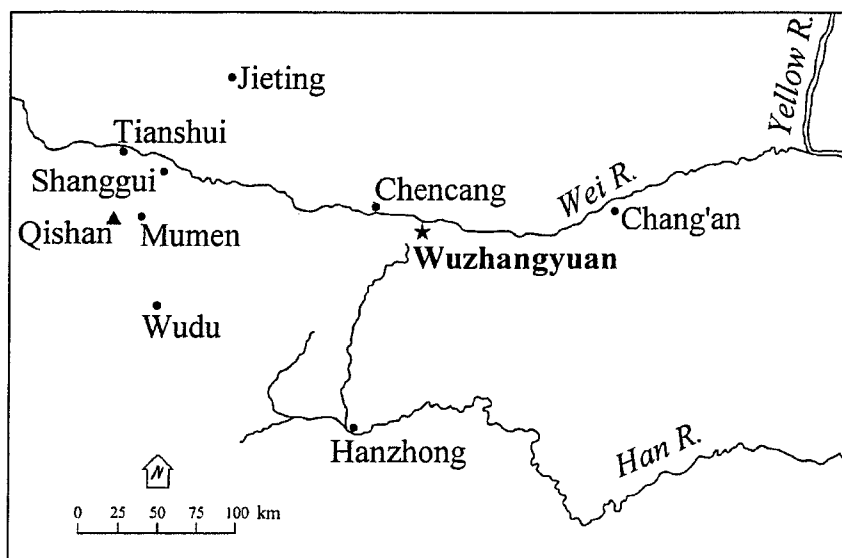 Yellow R.
Jieting
Tianshui
Shanggui
Chencang
Wei R.
Qishan
Mumen
Chang'an
Wuzhangyuan
Wudu
Hanzhong
Han R.
N
0 25 50 100 km